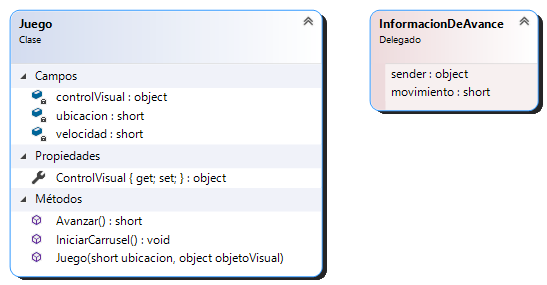 Juego
Clase
Campos
controlVisual : object
ubicacion : short
velocidad : short
Propiedades
ControlVisual { get; set; } : object
Métodos
Avanzar() : short
IniciarCarrusel() : void
Juego(short ubicacion, object objetoVisual)
InformacionDeAvance
Delegado
sender : object
movimiento : short